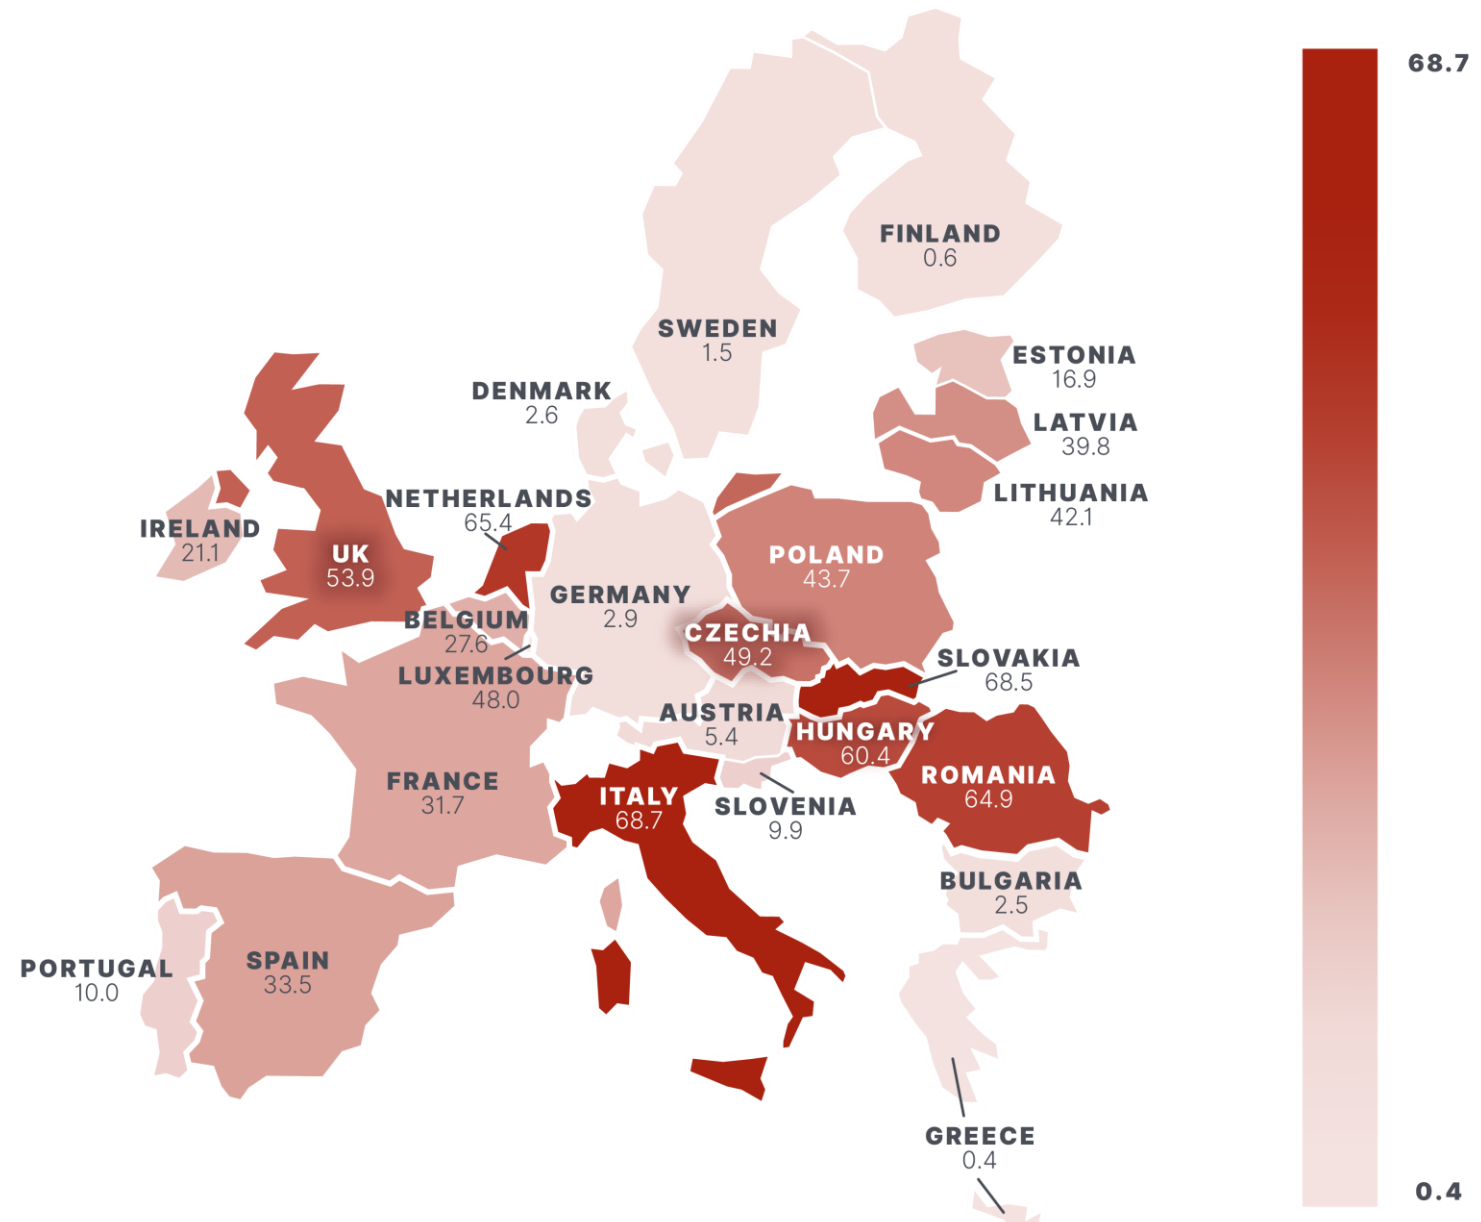 68.7
FINLAND
0.6
SWEDEN
1.5
ESTONIA
16.9
DENMARK
2.6
LATVIA
39.8
NETHERLANDS
65.4
LITHUANIA
42.1
IRELAND
21.1
UK
53.9
POLAND
43.7
GERMANY
2.9
BELGIUM
27.6
CZECHIA
49.2
SLOVAKIA
68.5
LUXEMBOURG
48.0
AUSTRIA
5.4
HUNGARY
60.4
FRANCE
31.7
ROMANIA
64.9
ITALY
68.7
SLOVENIA
9.9
BULGARIA
2.5
PORTUGAL
10.0
SPAIN
33.5
GREECE
0.4
0.4